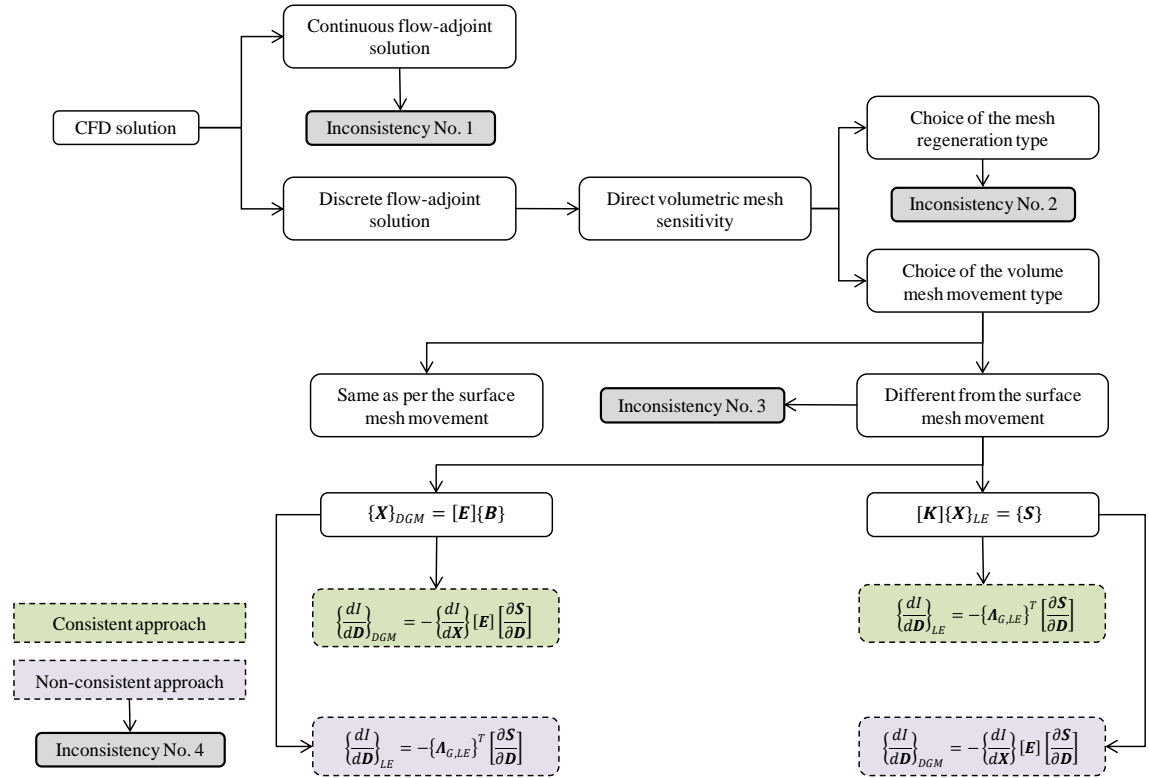 Continuous flow-adjoint
solution
CFD solution
Inconsistency No. 1
Discrete flow-adjoint
solution
Direct volumetric mesh
sensitivity
Choice of the mesh
regeneration type
Inconsistency No. 2
Choice of the volume
mesh movement type
Same as per the surface
mesh movement
Inconsistency No. 3
Different from the surface
mesh movement
{X}_DGM = [E]{B}
[K]{X}_LE = {S}
{dI/dD}_DGM = −{dI/dX}[E][∂S/∂D]
{dI/dD}_LE = −{Λ_G,LE}^T[∂S/∂D]
Consistent approach
Non-consistent approach
Inconsistency No. 4
{dI/dD}_LE = −{Λ_G,LE}^T[∂S/∂D]
{dI/dD}_DGM = −{dI/dX}[E][∂S/∂D]